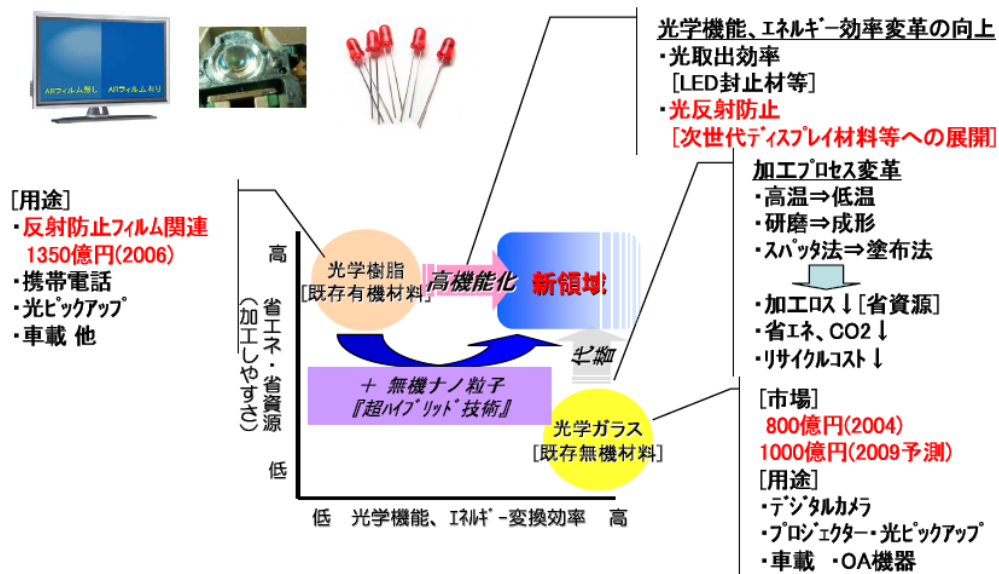 ARフィルム無し ARフィルム有り
光学機能、エネルギー効率変革の向上
・光取出効率
[LED封止材等]
・光反射防止
[次世代ディスプレイ材料等への展開]
加工プロセス変革
・高温⇒低温
・研磨⇒成形
・スパッタ法⇒塗布法
・加工ロス↓[省資源]
・省エネ、CO2↓
・リサイクルコスト↓
[用途]
・反射防止フィルム関連
1350億円(2006)
・携帯電話
・光ピックアップ
・車載 他
高
省エネ・省資源
(加工しやすさ)
低
光学樹脂
[既存有機材料]
高機能化
新領域
代替
+ 無機ナノ粒子
『超ハイブリッド技術』
光学ガラス
[既存無機材料]
低 光学機能、エネルギー変換効率 高
[市場]
800億円(2004)
1000億円(2009予測)
[用途]
・デジタルカメラ
・プロジェクター・光ピックアップ
・車載 ・OA機器